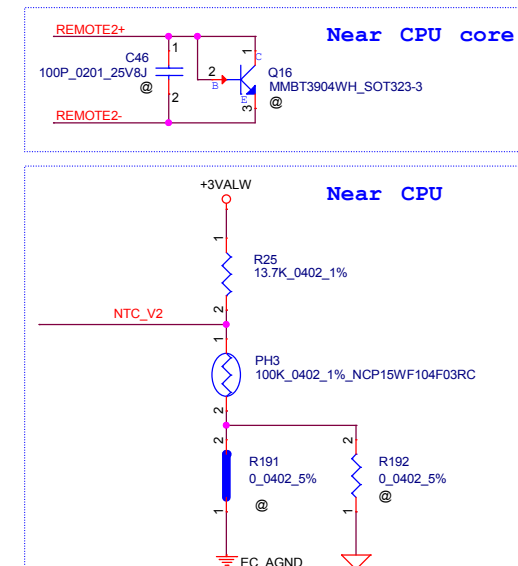 REMOTE2+
Near CPU core
1
C46
100P_0201_25V8J
@
2
1
C
2
B
E
3
Q16
MMBT3904WH_SOT323-3
@
REMOTE2-
+3VALW
Near CPU
1
R25
13.7K_0402_1%
2
NTC_V2
1
PH3
100K_0402_1%_NCP15WF104F03RC
2
2
R191
0_0402_5%
@
1
2
R192
0_0402_5%
@
1
EC_AGND